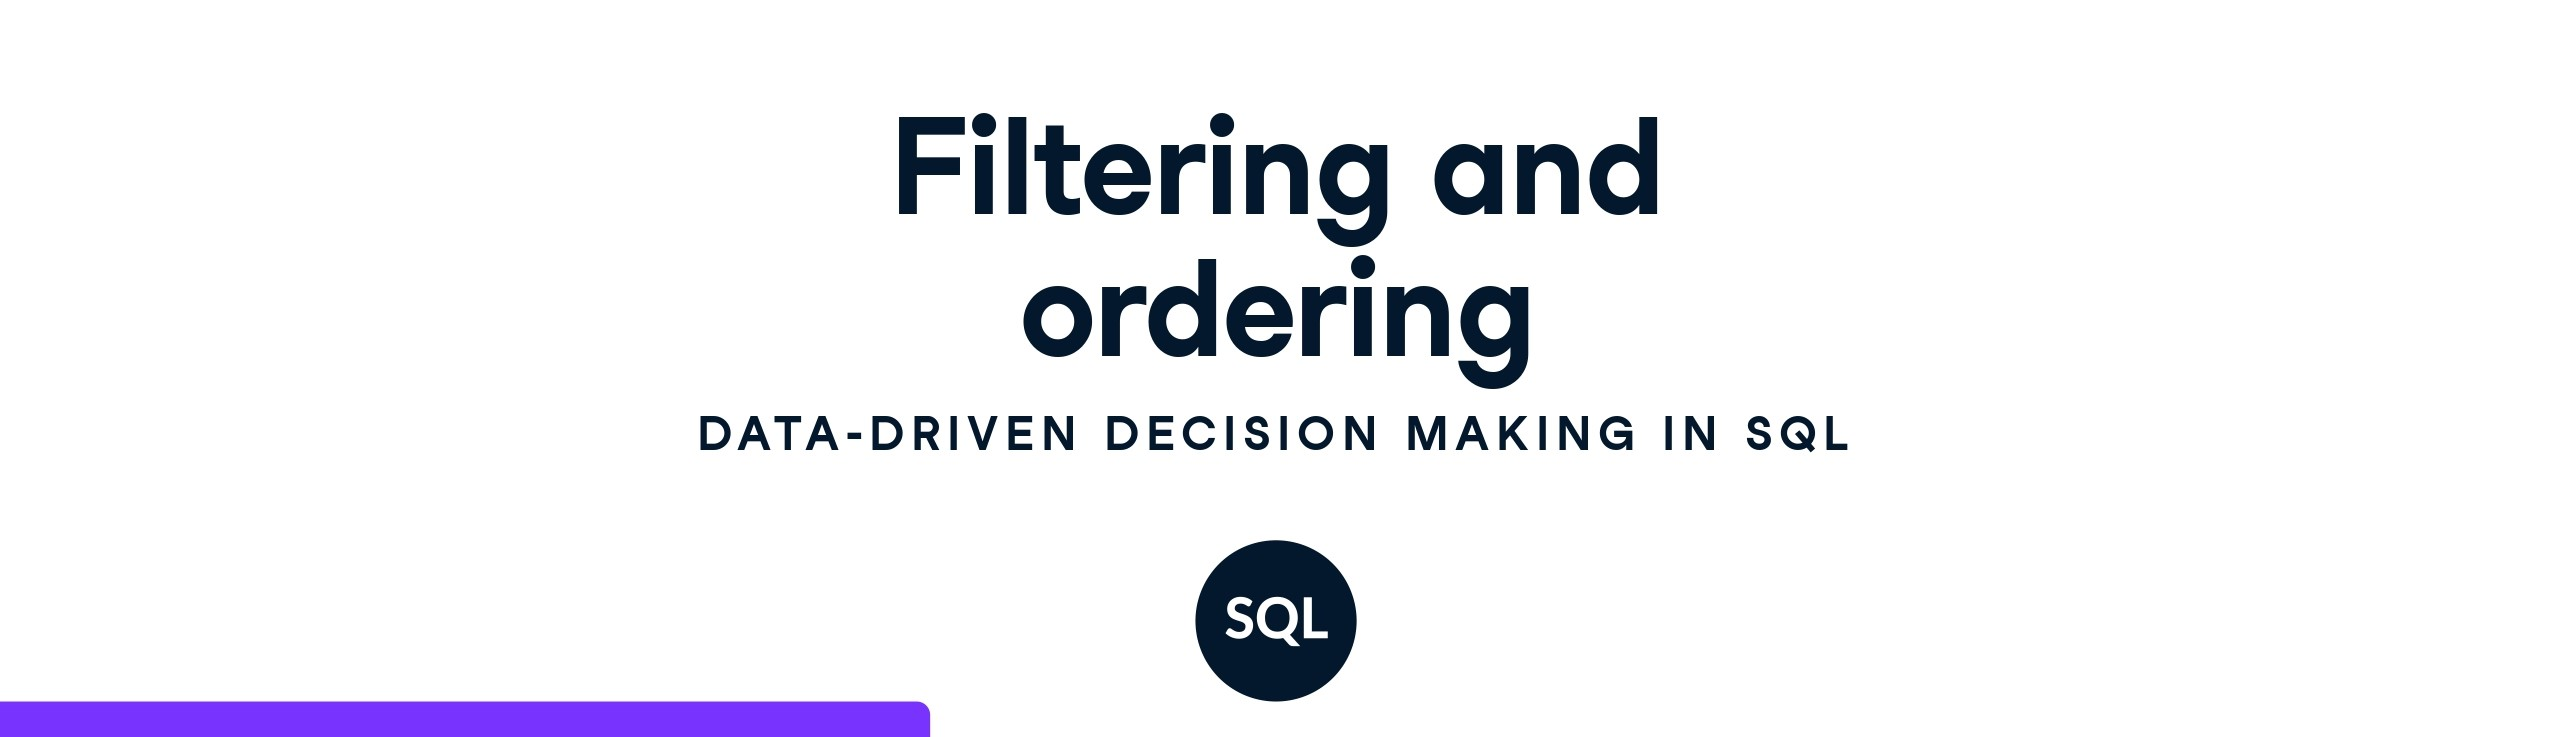 Filtering and
ordering
DATA-DRIVEN DECISION MAKING IN SQL
SQL